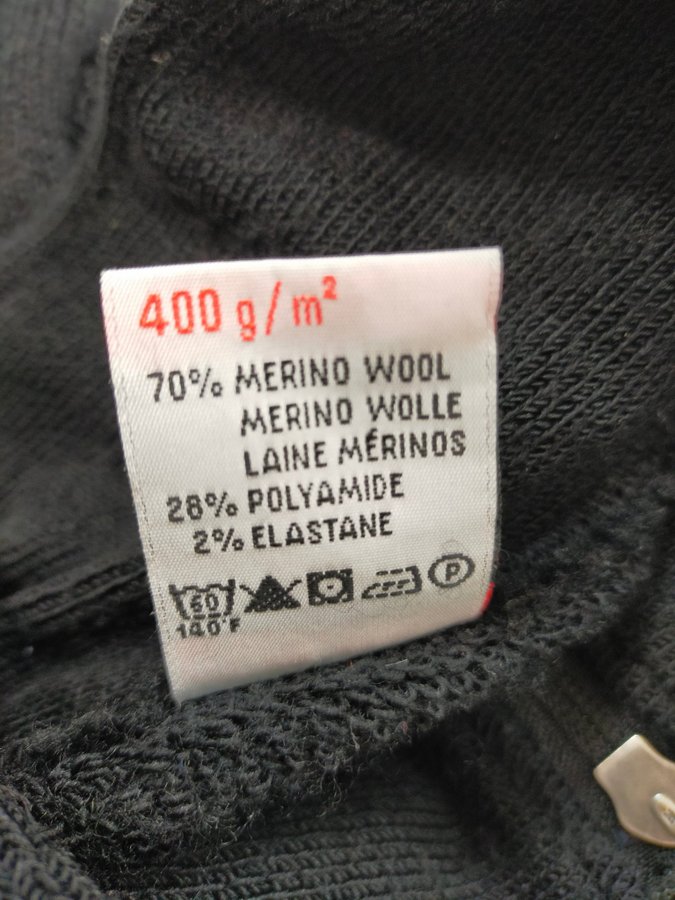 400 g/m²
70% MERINO WOOL
MERINO WOLLE
LAINE MÉRINOS
28% POLYAMIDE
2% ELASTANE
60 P
140°F